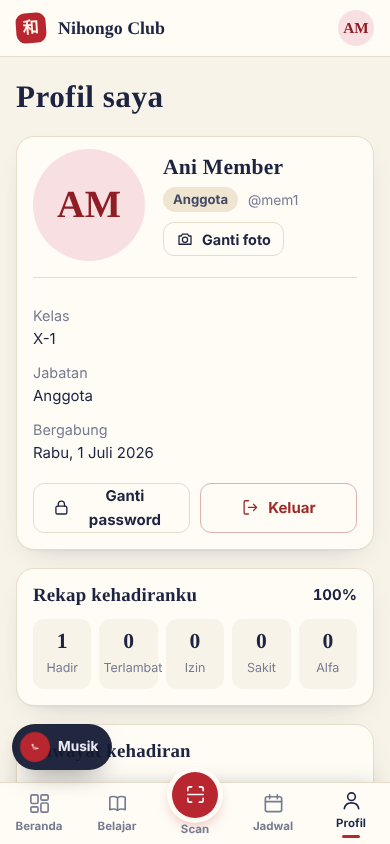 和 Nihongo Club AM
Profil saya
AM
Ani Member
Anggota @mem1
Ganti foto
Kelas
X-1
Jabatan
Anggota
Bergabung
Rabu, 1 Juli 2026
Ganti
password
Keluar
Rekap kehadiranku 100%
1 0 0 0 0
Hadir Terlambat Izin Sakit Alfa
kehadiran
Musik
Beranda Belajar Scan Jadwal Profil